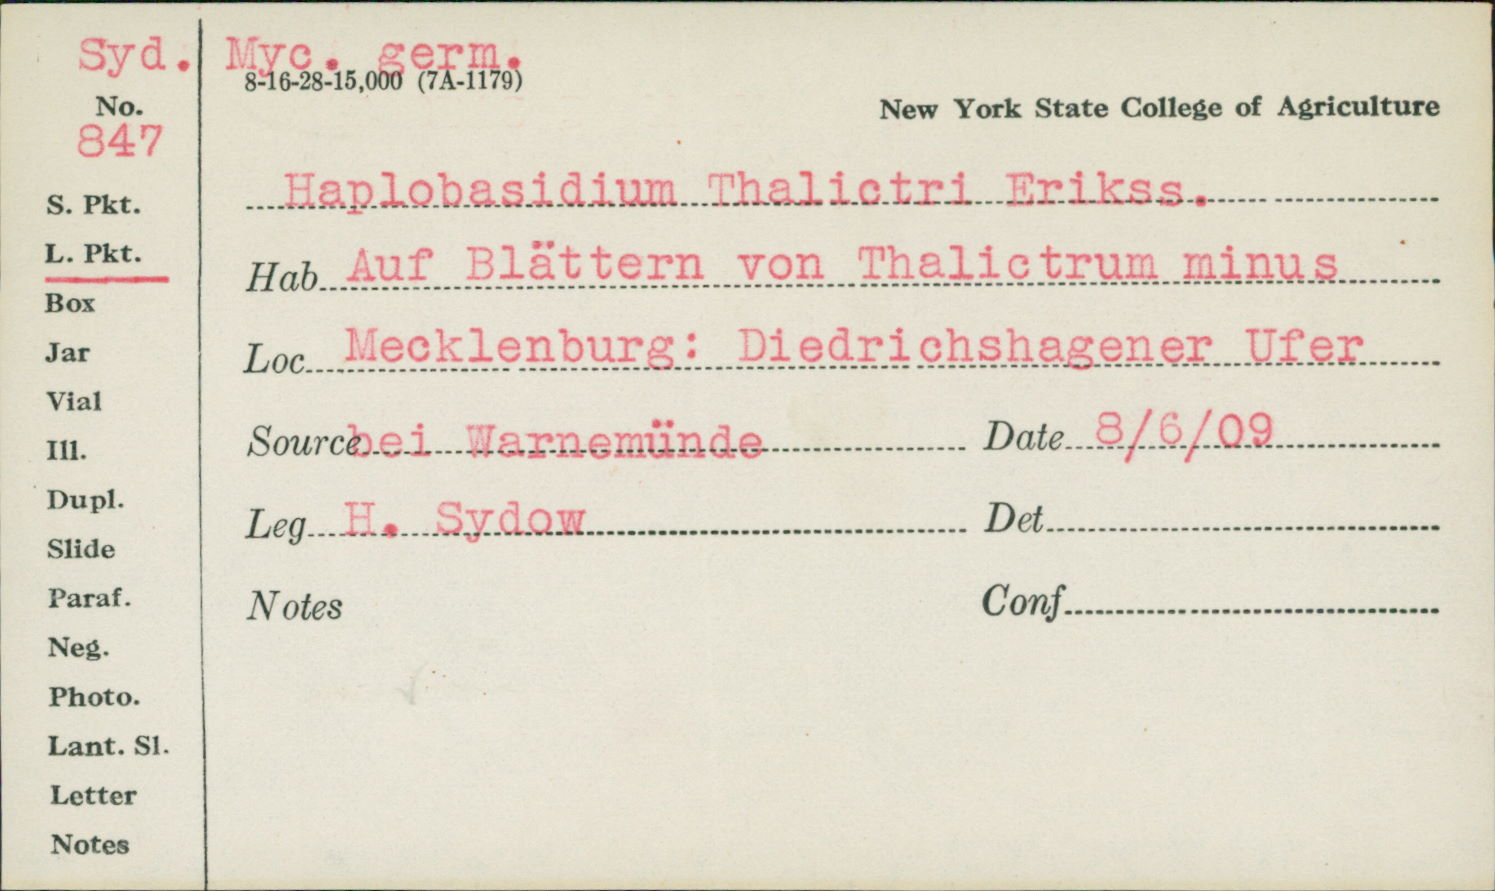 Syd. Myc. germ.
8-16-28-15,000 (7A-1179)
No.
847
New York State College of Agriculture
Haplobasidium Thalictri Erikss.
Hab Auf Blättern von Thalictrum minus
Loc Mecklenburg: Diedrichshagener Ufer
Source bei Warnemünde Date 8/6/09
Leg H. Sydow Det
Notes Conf
S. Pkt.
L. Pkt.
Box
Jar
Vial
Ill.
Dupl.
Slide
Paraf.
Neg.
Photo.
Lant. Sl.
Letter
Notes